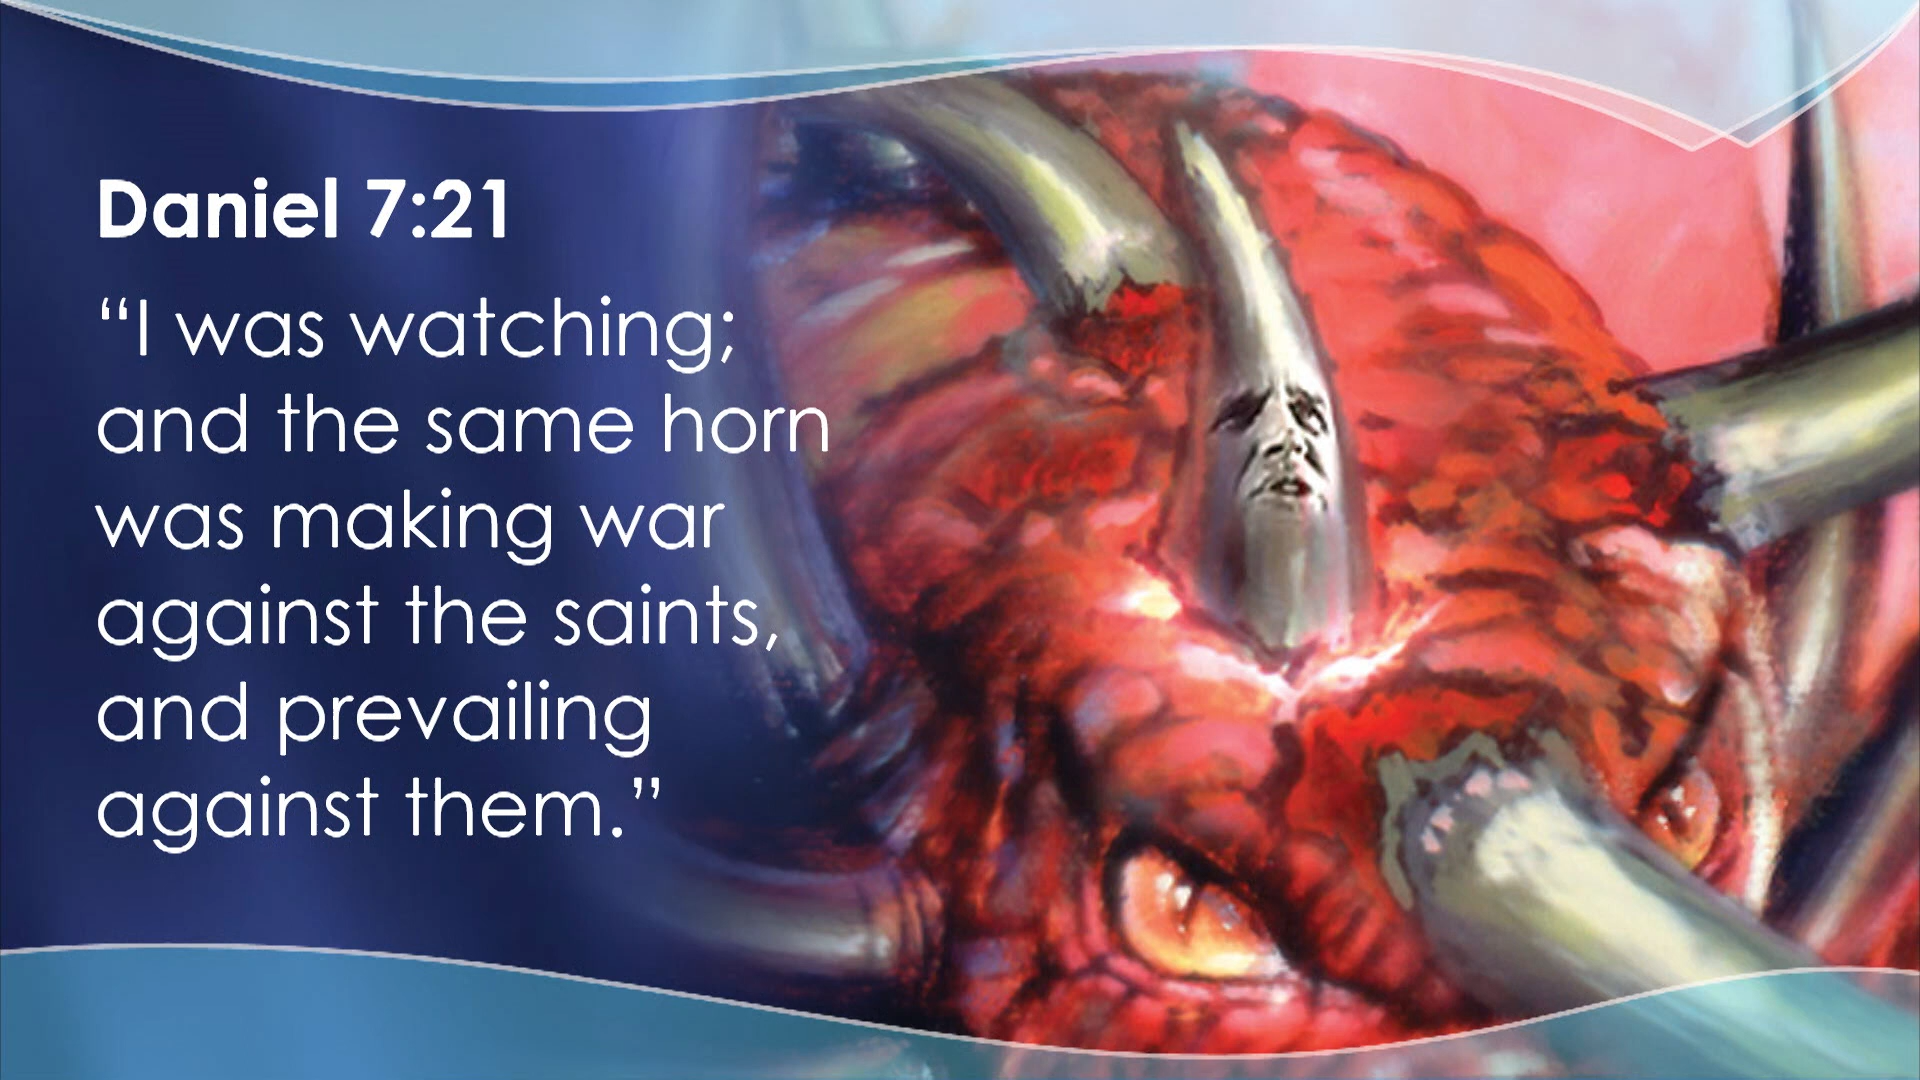 Daniel 7:21
“I was watching;
and the same horn
was making war
against the saints,
and prevailing
against them.”